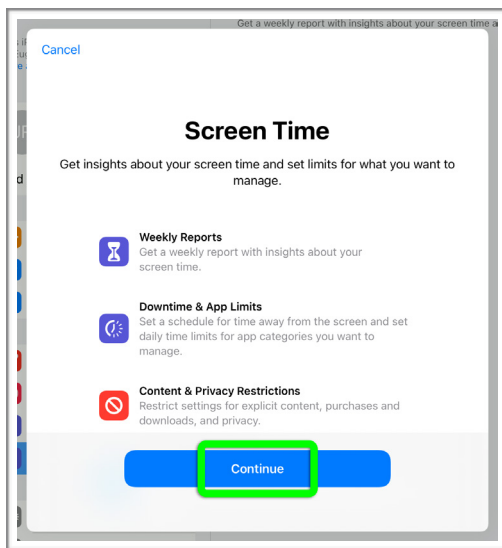 Get a weekly report with insights about your screen time a
Cancel
Screen Time
Get insights about your screen time and set limits for what you want to
manage.
Weekly Reports
Get a weekly report with insights about your
screen time.
Downtime & App Limits
Set a schedule for time away from the screen and set
daily time limits for app categories you want to
manage.
Content & Privacy Restrictions
Restrict settings for explicit content, purchases and
downloads, and privacy.
Continue